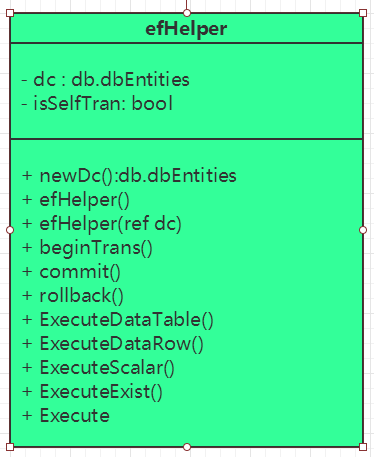 efHelper
- dc : db.dbEntities
- isSelfTran: bool
+ newDc():db.dbEntities
+ efHelper()
+ efHelper(ref dc)
+ beginTrans()
+ commit()
+ rollback()
+ ExecuteDataTable()
+ ExecuteDataRow()
+ ExecuteScalar()
+ ExecuteExist()
+ Execute